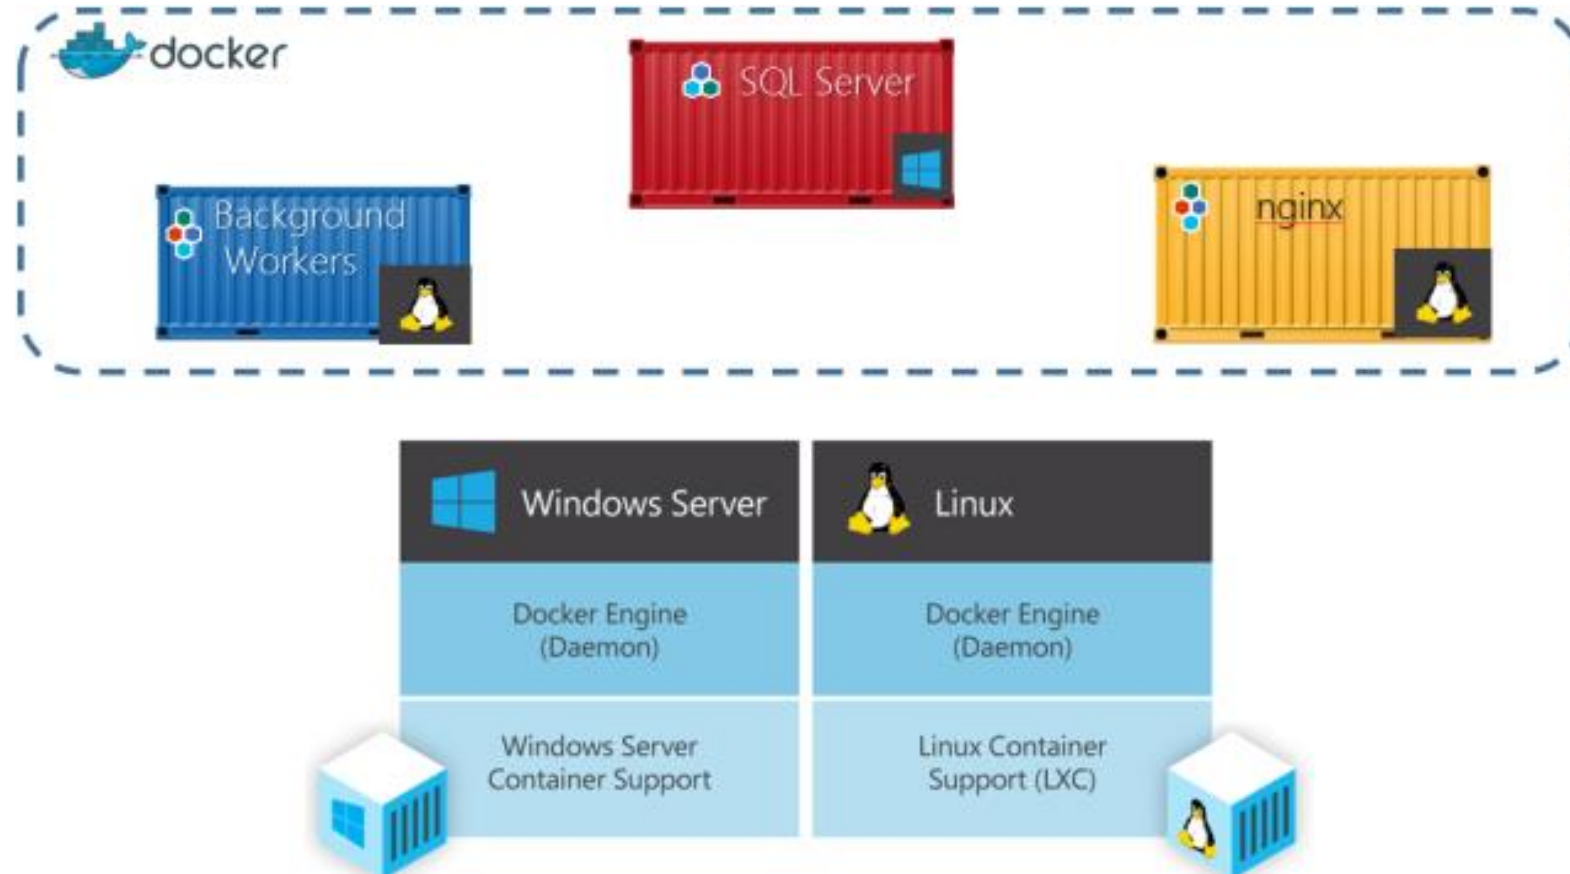 docker
SQL Server
Background
Workers
nginx
Windows Server
Linux
Docker Engine
(Daemon)
Docker Engine
(Daemon)
Windows Server
Container Support
Linux Container
Support (LXC)